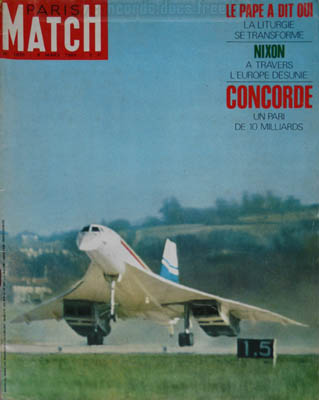 PARIS
MATCH
LE PAPE A DIT OUI
LA LITURGIE
SE TRANSFORME
NIXON
A TRAVERS
L'EUROPE DÉSUNIE
CONCORDE
UN PARI
DE 10 MILLIARDS
1.5